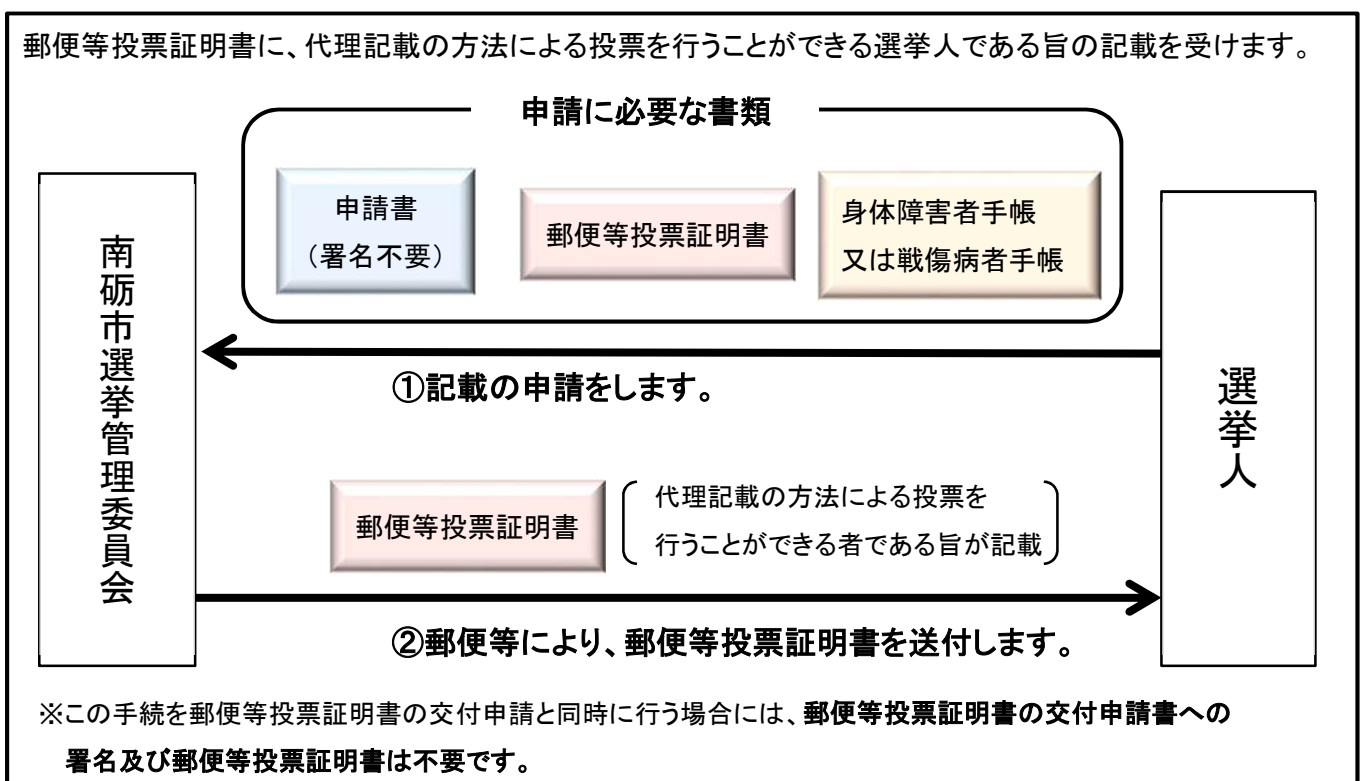 郵便等投票証明書に、代理記載の方法による投票を行うことができる選挙人である旨の記載を受けます。
申請に必要な書類
申請書
（署名不要）
郵便等投票証明書
身体障害者手帳
又は戦傷病者手帳
南砺市選挙管理委員会
選挙人
①記載の申請をします。
郵便等投票証明書
代理記載の方法による投票を
行うことができる者である旨が記載
②郵便等により、郵便等投票証明書を送付します。
※この手続を郵便等投票証明書の交付申請と同時に行う場合には、郵便等投票証明書の交付申請書への
署名及び郵便等投票証明書は不要です。